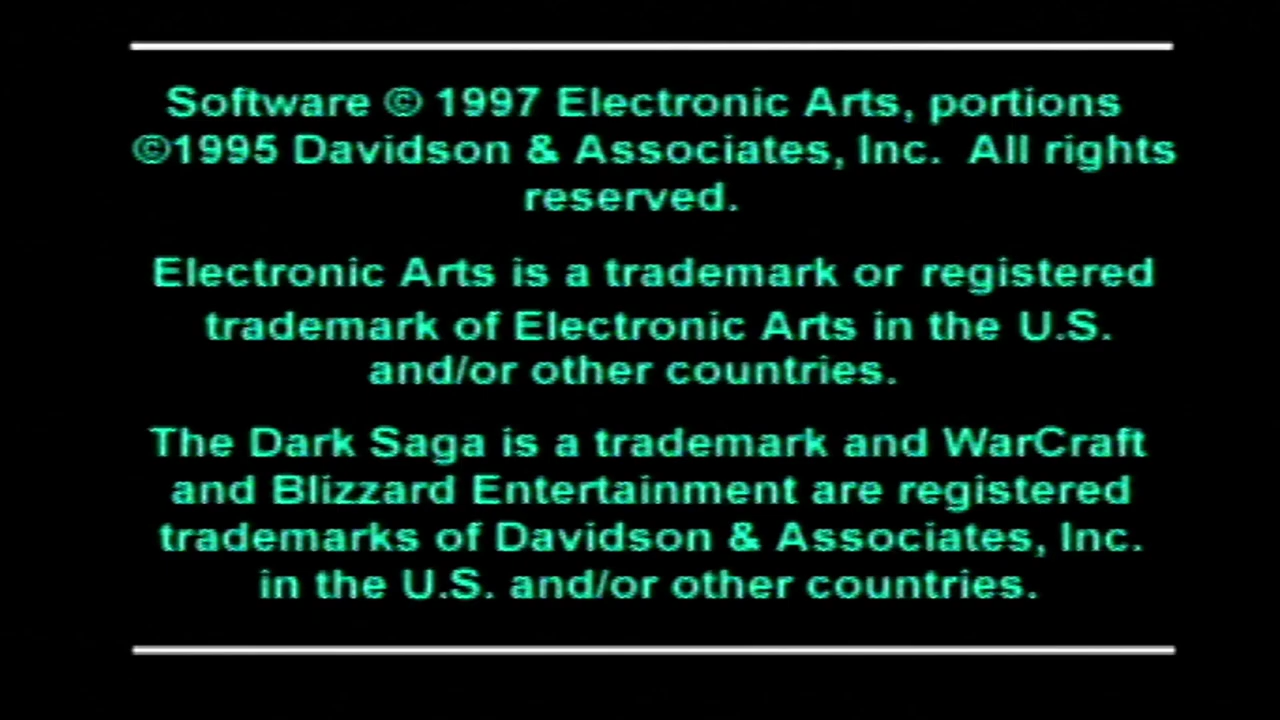 Software © 1997 Electronic Arts, portions
©1995 Davidson & Associates, Inc.  All rights
reserved.
Electronic Arts is a trademark or registered
trademark of Electronic Arts in the U.S.
and/or other countries.
The Dark Saga is a trademark and WarCraft
and Blizzard Entertainment are registered
trademarks of Davidson & Associates, Inc.
in the U.S. and/or other countries.